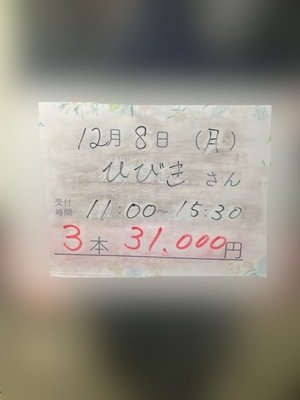 12月8日 (月)
ひびき さん
受付時間 11:00~15:30
3本 31.000円